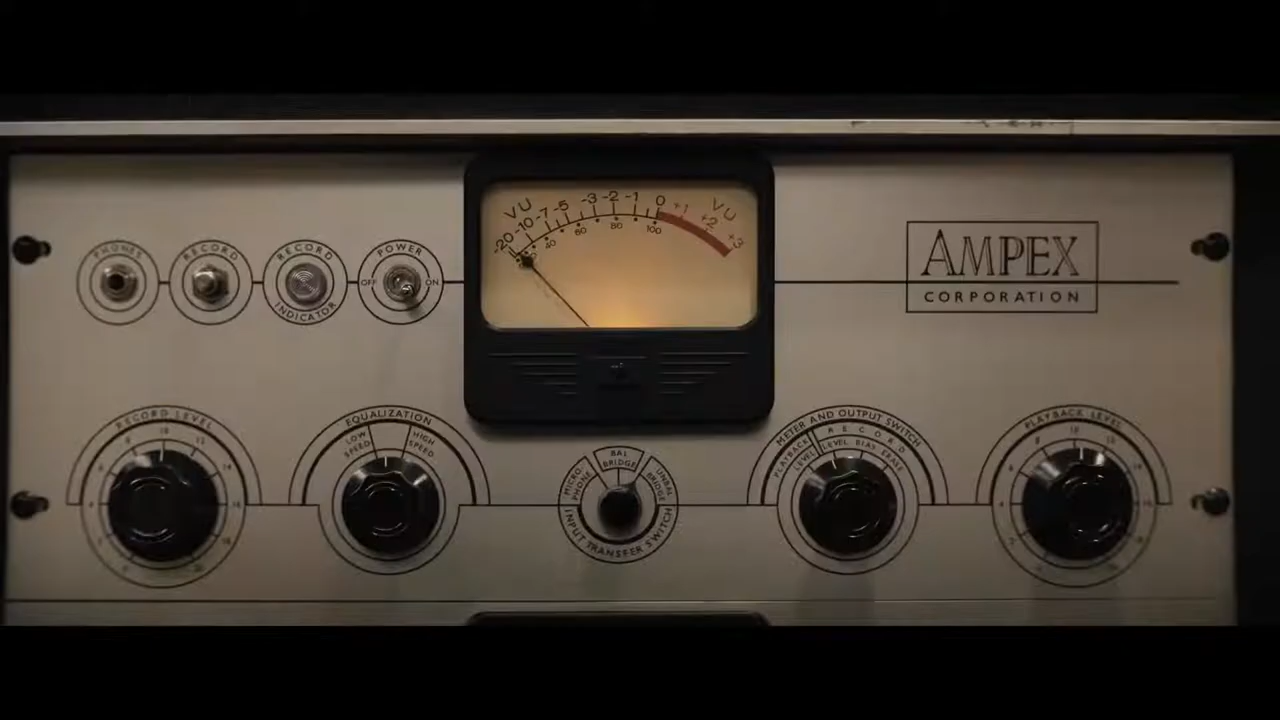 PHONES
RECORD
RECORD
INDICATOR
POWER
OFF
ON
VU
VU
-20 -10 -7 -5 -3 -2 -1 0 +1 +2 +3
40 60 80 100
AMPEX
CORPORATION
RECORD LEVEL
EQUALIZATION
LOW SPEED
HIGH SPEED
MICRO PHONE
BAL BRIDGE
UNBAL BRIDGE
INPUT TRANSFER SWITCH
METER AND OUTPUT SWITCH
PLAYBACK LEVEL
RECORD
LEVEL BIAS ERASE
PLAYBACK LEVEL